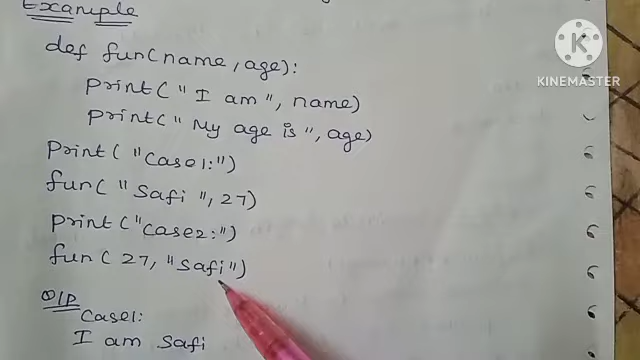 Example
def fun(name, age):
print("I am", name)
print("My age is", age)
print("Case1:")
fun("Safi", 27)
print("Case2:")
fun(27, "Safi")
O/P
Case1:
I am Safi
KINEMASTER